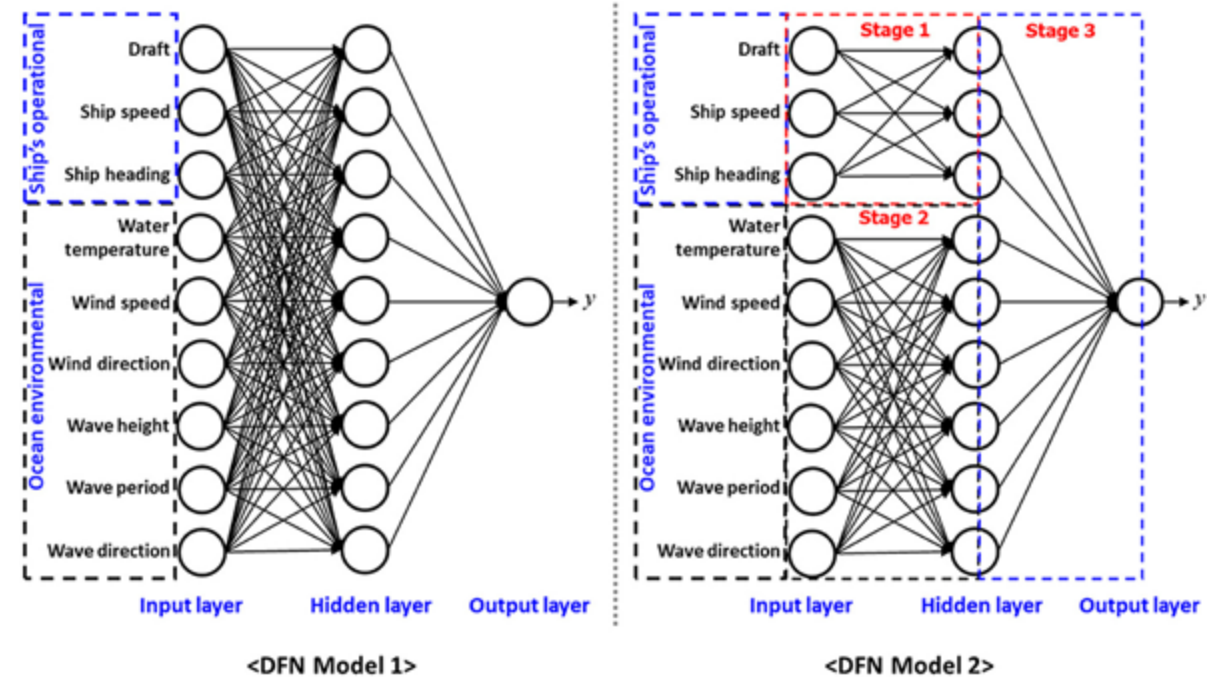 Ship's operational
Draft
Ship speed
Ship heading
Ocean environmental
Water
temperature
Wind speed
Wind direction
Wave height
Wave period
Wave direction
y
Input layer
Hidden layer
Output layer
<DFN Model 1>
Ship's operational
Draft
Ship speed
Ship heading
Stage 1
Stage 3
Ocean environmental
Water
temperature
Wind speed
Wind direction
Wave height
Wave period
Wave direction
Stage 2
y
Input layer
Hidden layer
Output layer
<DFN Model 2>